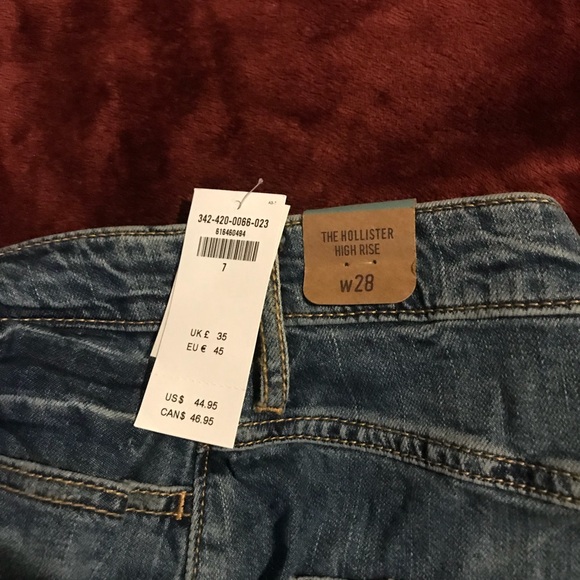 342-420-0066-023
616460494
7
UK £ 35
EU € 45
US$ 44.95
CAN$ 46.95
THE HOLLISTER
HIGH RISE
w28